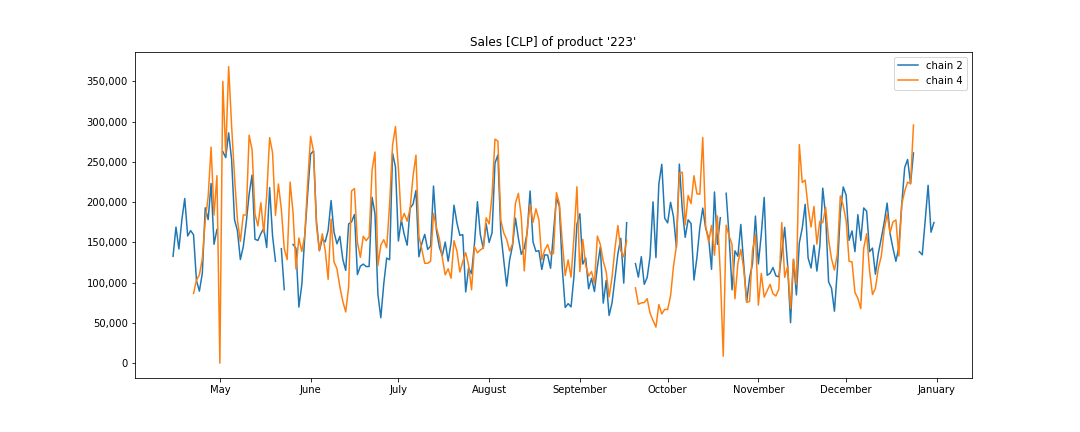 Sales [CLP] of product '223'
chain 2
chain 4
350,000
300,000
250,000
200,000
150,000
100,000
50,000
0
May June July August September October November December January